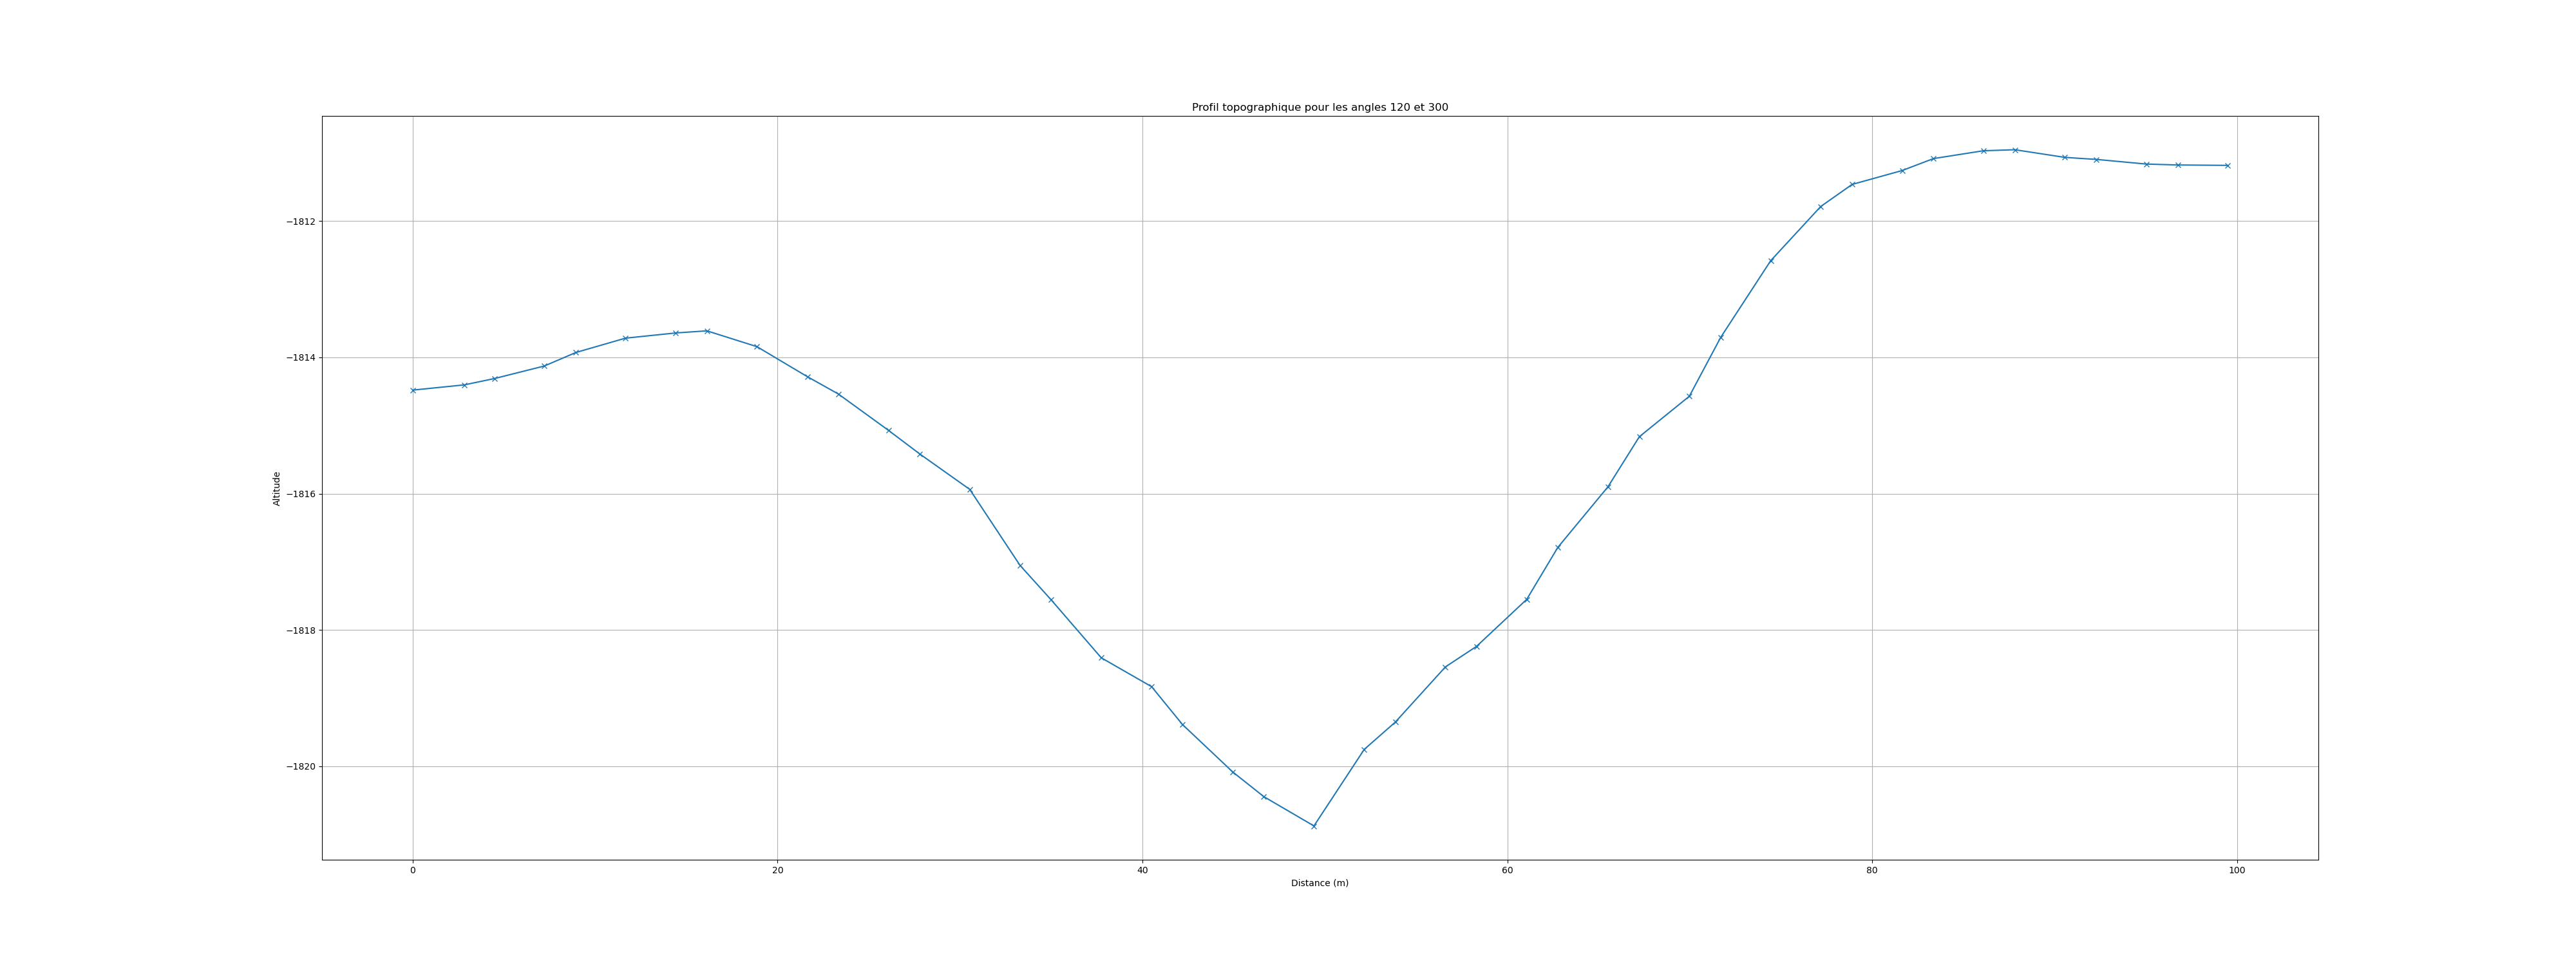 Profil topographique pour les angles 120 et 300
−1812
−1814
−1816
−1818
−1820
Altitude
0 20 40 60 80 100
Distance (m)